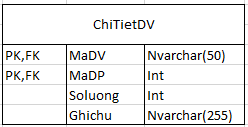 ChiTietDV
PK,FK MaDV Nvarchar(50)
PK,FK MaDP Int
Soluong Int
Ghichu Nvarchar(255)